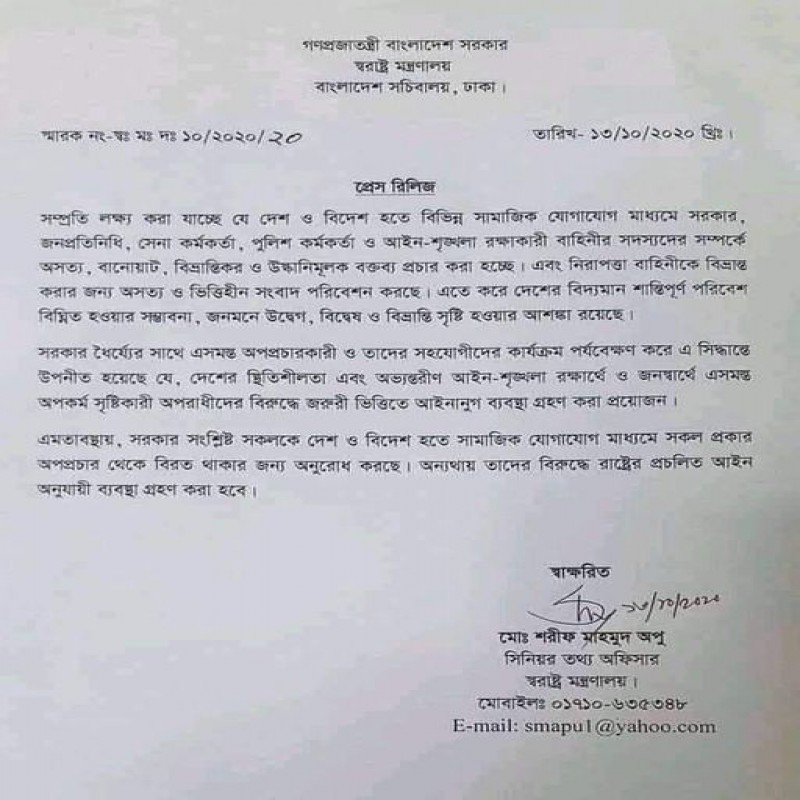 গণপ্রজাতন্ত্রী বাংলাদেশ সরকার
স্বরাষ্ট্র মন্ত্রণালয়
বাংলাদেশ সচিবালয়, ঢাকা।
স্মারক নং-স্বঃ মঃ দঃ ১০/২০২০/২০
তারিখ- ১৩/১০/২০২০ খ্রিঃ।
প্রেস রিলিজ
সম্প্রতি লক্ষ্য করা যাচ্ছে যে দেশ ও বিদেশ হতে বিভিন্ন সামাজিক যোগাযোগ মাধ্যমে সরকার,
জনপ্রতিনিধি, সেনা কর্মকর্তা, পুলিশ কর্মকর্তা ও আইন-শৃঙ্খলা রক্ষাকারী বাহিনীর সদস্যদের সম্পর্কে
অসত্য, বানোয়াট, বিভ্রান্তিকর ও উষ্কানিমূলক বক্তব্য প্রচার করা হচ্ছে। এবং নিরাপত্তা বাহিনীকে বিভ্রান্ত
করার জন্য অসত্য ও ভিত্তিহীন সংবাদ পরিবেশন করছে। এতে করে দেশের বিদ্যমান শান্তিপূর্ণ পরিবেশ
বিঘ্নিত হওয়ার সম্ভাবনা, জনমনে উদ্বেগ, বিদ্বেষ ও বিভ্রান্তি সৃষ্টি হওয়ার আশঙ্কা রয়েছে।
সরকার ধৈর্য্যের সাথে এসমস্ত অপপ্রচারকারী ও তাদের সহযোগীদের কার্যক্রম পর্যবেক্ষণ করে এ সিদ্ধান্তে
উপনীত হয়েছে যে, দেশের স্থিতিশীলতা এবং অভ্যন্তরীণ আইন-শৃঙ্খলা রক্ষার্থে ও জনস্বার্থে এসমস্ত
অপকর্ম সৃষ্টিকারী অপরাধীদের বিরুদ্ধে জরুরী ভিত্তিতে আইনানুগ ব্যবস্থা গ্রহণ করা প্রয়োজন।
এমতাবস্থায়, সরকার সংশ্লিষ্ট সকলকে দেশ ও বিদেশ হতে সামাজিক যোগাযোগ মাধ্যমে সকল প্রকার
অপপ্রচার থেকে বিরত থাকার জন্য অনুরোধ করছে। অন্যথায় তাদের বিরুদ্ধে রাষ্ট্রের প্রচলিত আইন
অনুযায়ী ব্যবস্থা গ্রহণ করা হবে।
স্বাক্ষরিত
১৩/১০/২০২০
মোঃ শরীফ মাহমুদ অপু
সিনিয়র তথ্য অফিসার
স্বরাষ্ট্র মন্ত্রণালয়।
মোবাইলঃ ০১৭১০-৬৩৫৩৪৮
E-mail: smapu1@yahoo.com